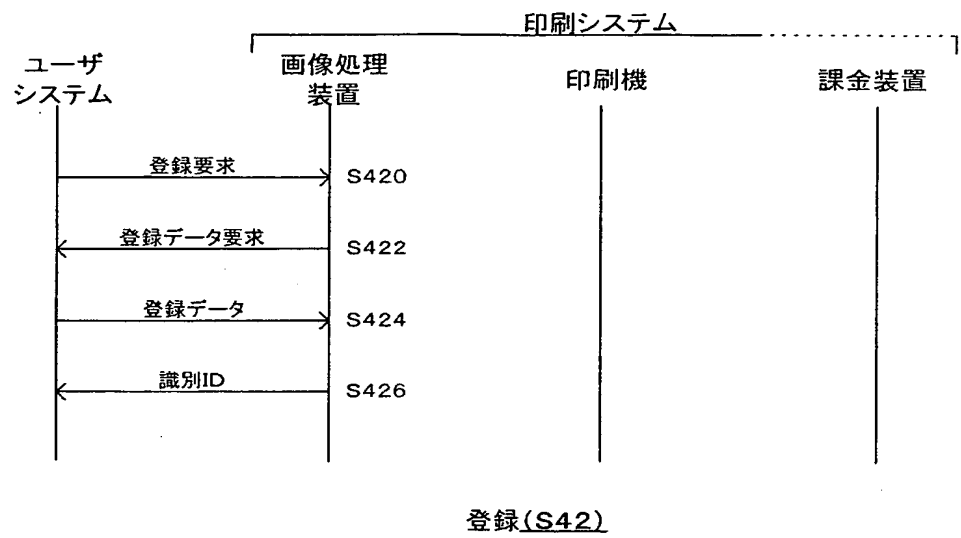 印刷システム
ユーザ
システム
画像処理
装置
印刷機
課金装置
登録要求
S420
登録データ要求
S422
登録データ
S424
識別ID
S426
登録(S42)